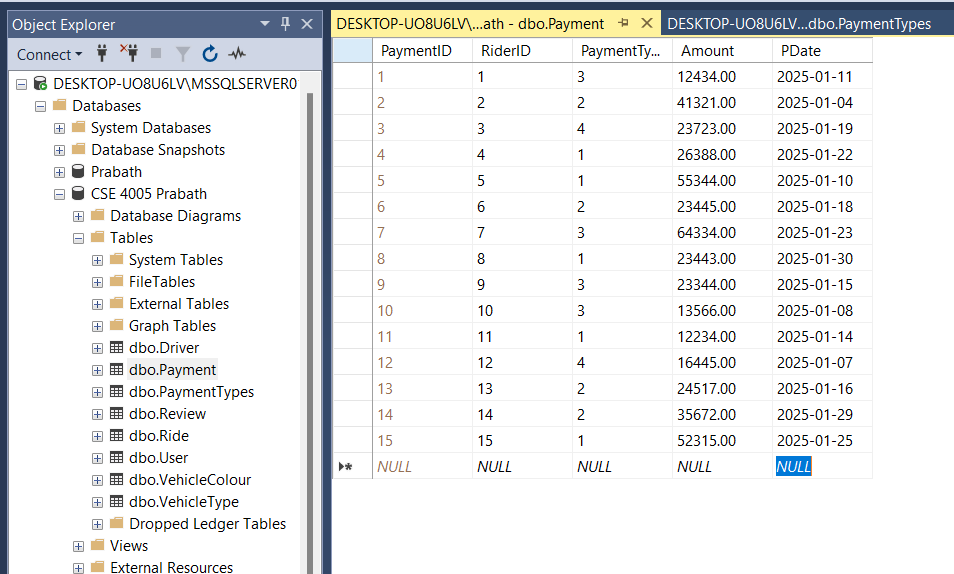 Object Explorer
Connect
DESKTOP-UO8U6LV\MSSQLSERVER0
Databases
System Databases
Database Snapshots
Prabath
CSE 4005 Prabath
Database Diagrams
Tables
System Tables
FileTables
External Tables
Graph Tables
dbo.Driver
dbo.Payment
dbo.PaymentTypes
dbo.Review
dbo.Ride
dbo.User
dbo.VehicleColour
dbo.VehicleType
Dropped Ledger Tables
Views
External Resources
DESKTOP-UO8U6LV\...ath - dbo.Payment
DESKTOP-UO8U6LV...dbo.PaymentTypes
PaymentID RiderID PaymentTy... Amount PDate
1 1 3 12434.00 2025-01-11
2 2 2 41321.00 2025-01-04
3 3 4 23723.00 2025-01-19
4 4 1 26388.00 2025-01-22
5 5 1 55344.00 2025-01-10
6 6 2 23445.00 2025-01-18
7 7 3 64334.00 2025-01-23
8 8 1 23443.00 2025-01-30
9 9 3 23344.00 2025-01-15
10 10 3 13566.00 2025-01-08
11 11 1 12234.00 2025-01-14
12 12 4 16445.00 2025-01-07
13 13 2 24517.00 2025-01-16
14 14 2 35672.00 2025-01-29
15 15 1 52315.00 2025-01-25
NULL NULL NULL NULL NULL